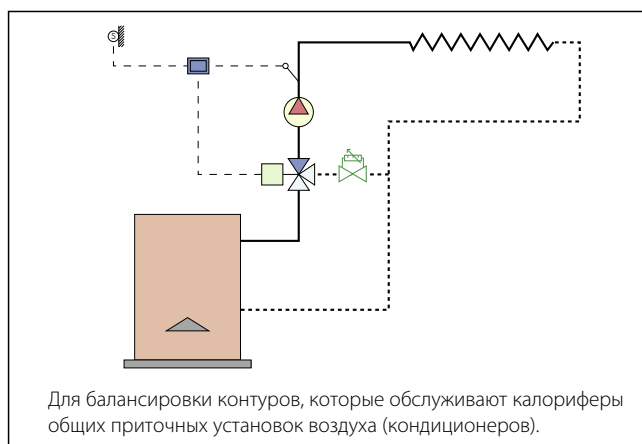 S
Для балансировки контуров, которые обслуживают калориферы
общих приточных установок воздуха (кондиционеров).